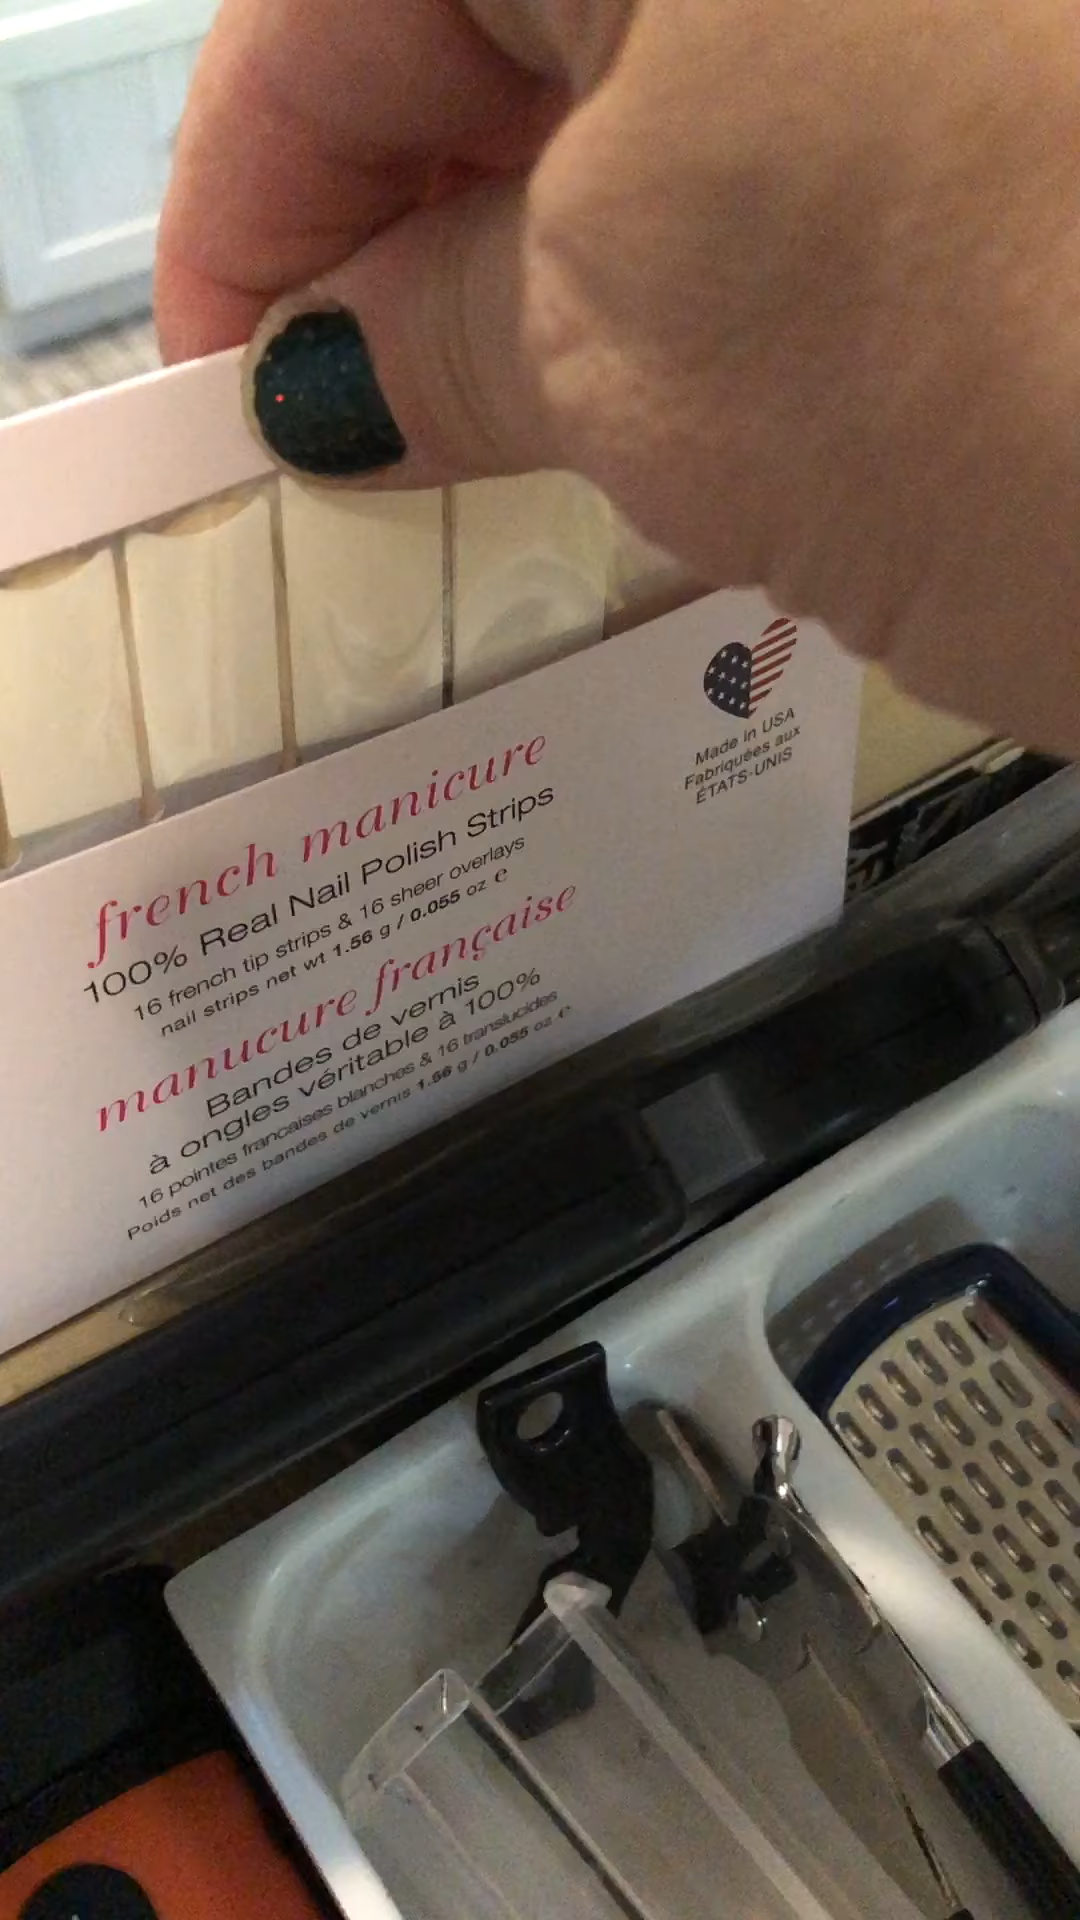 Made in USA
Fabriquées aux
ÉTATS-UNIS
french manicure
100% Real Nail Polish Strips
16 french tip strips & 16 sheer overlays
nail strips net wt 1.56 g / 0.055 oz ℮
manucure française
Bandes de vernis
à ongles véritable à 100%
16 pointes francaises blanches & 16 translucides
Poids net des bandes de vernis 1.56 g / 0.055 oz ℮